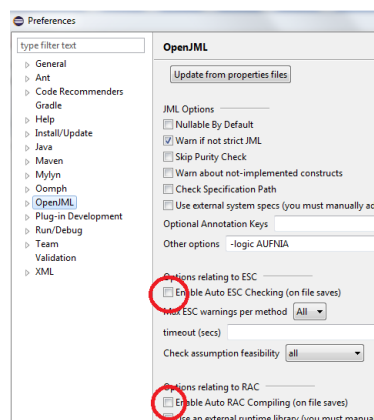 Preferences
type filter text
General
Ant
Code Recommenders
Gradle
Help
Install/Update
Java
Maven
Mylyn
Oomph
OpenJML
Plug-in Development
Run/Debug
Team
Validation
XML
OpenJML
Update from properties files
JML Options
Nullable By Default
Warn if not strict JML
Skip Purity Check
Warn about not-implemented constructs
Check Specification Path
Use external system specs (you must manually ad
Optional Annotation Keys
Other options -logic AUFNIA
Options relating to ESC
Enable Auto ESC Checking (on file saves)
Max ESC warnings per method All
timeout (secs)
Check assumption feasibility all
Options relating to RAC
Enable Auto RAC Compiling (on file saves)
Use an external runtime library (you must manua